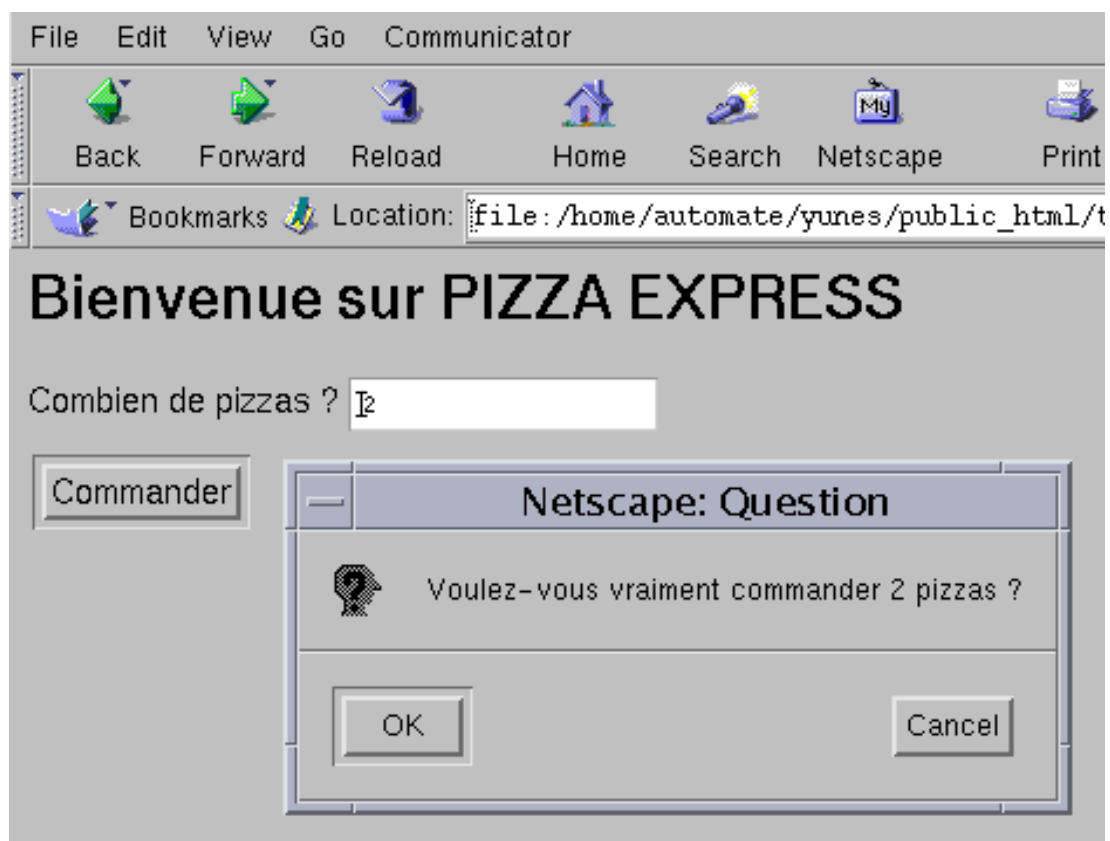 File Edit View Go Communicator
Back Forward Reload Home Search Netscape Print
My
Bookmarks Location: file:/home/automate/yunes/public_html/t
Bienvenue sur PIZZA EXPRESS
Combien de pizzas ? 2
Commander
Netscape: Question
Voulez-vous vraiment commander 2 pizzas ?
OK Cancel